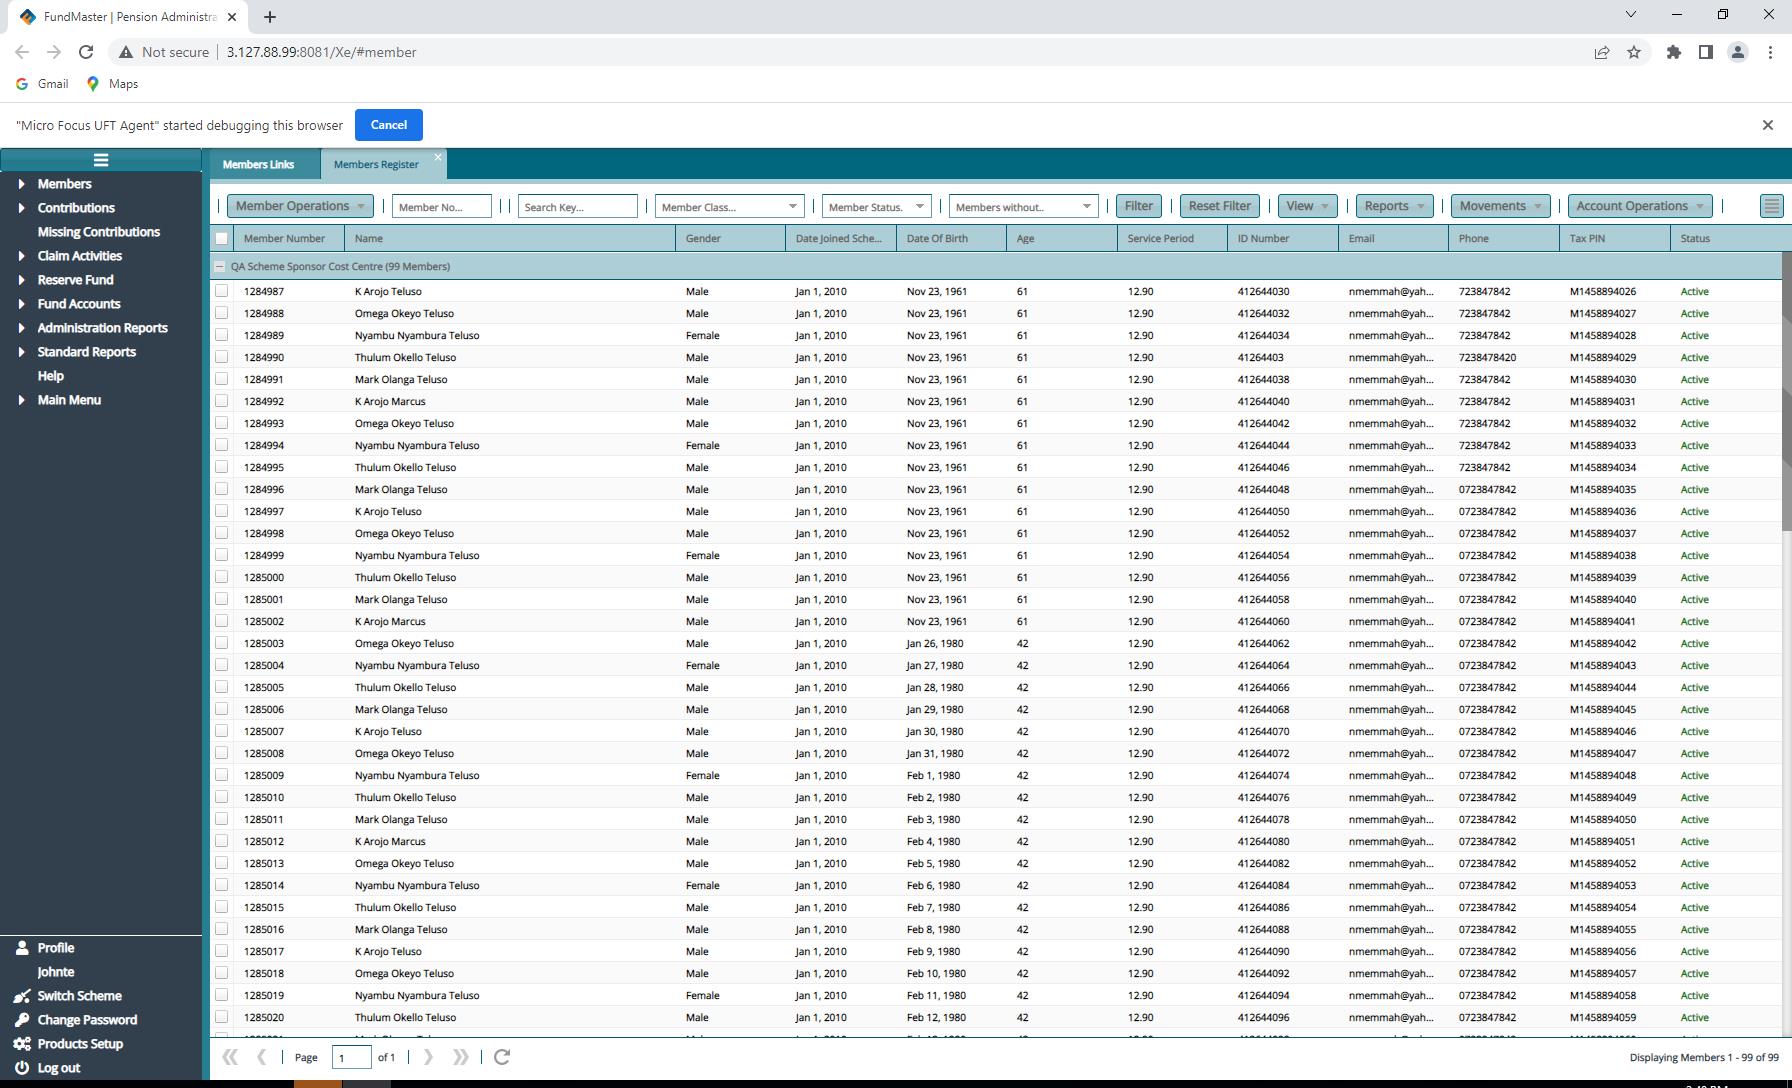 FundMaster | Pension Administra
Not secure 3.127.88.99:8081/Xe/#member
Gmail Maps
"Micro Focus UFT Agent" started debugging this browser Cancel
Members Links Members Register
Members
Contributions
Missing Contributions
Claim Activities
Reserve Fund
Fund Accounts
Administration Reports
Standard Reports
Help
Main Menu
Profile
Johnte
Switch Scheme
Change Password
Products Setup
Log out
Member Operations Member No... Search Key... Member Class... Member Status. Members without.. Filter Reset Filter View Reports Movements Account Operations
Member Number Name Gender Date Joined Sche... Date Of Birth Age Service Period ID Number Email Phone Tax PIN Status
QA Scheme Sponsor Cost Centre (99 Members)
1284987 K Arojo Teluso Male Jan 1, 2010 Nov 23, 1961 61 12.90 412644030 nmemmah@yah... 723847842 M1458894026 Active
1284988 Omega Okeyo Teluso Male Jan 1, 2010 Nov 23, 1961 61 12.90 412644032 nmemmah@yah... 723847842 M1458894027 Active
1284989 Nyambu Nyambura Teluso Female Jan 1, 2010 Nov 23, 1961 61 12.90 412644034 nmemmah@yah... 723847842 M1458894028 Active
1284990 Thulum Okello Teluso Male Jan 1, 2010 Nov 23, 1961 61 12.90 41264403 nmemmah@yah... 7238478420 M1458894029 Active
1284991 Mark Olanga Teluso Male Jan 1, 2010 Nov 23, 1961 61 12.90 412644038 nmemmah@yah... 723847842 M1458894030 Active
1284992 K Arojo Marcus Male Jan 1, 2010 Nov 23, 1961 61 12.90 412644040 nmemmah@yah... 723847842 M1458894031 Active
1284993 Omega Okeyo Teluso Male Jan 1, 2010 Nov 23, 1961 61 12.90 412644042 nmemmah@yah... 723847842 M1458894032 Active
1284994 Nyambu Nyambura Teluso Female Jan 1, 2010 Nov 23, 1961 61 12.90 412644044 nmemmah@yah... 723847842 M1458894033 Active
1284995 Thulum Okello Teluso Male Jan 1, 2010 Nov 23, 1961 61 12.90 412644046 nmemmah@yah... 723847842 M1458894034 Active
1284996 Mark Olanga Teluso Male Jan 1, 2010 Nov 23, 1961 61 12.90 412644048 nmemmah@yah... 0723847842 M1458894035 Active
1284997 K Arojo Teluso Male Jan 1, 2010 Nov 23, 1961 61 12.90 412644050 nmemmah@yah... 0723847842 M1458894036 Active
1284998 Omega Okeyo Teluso Male Jan 1, 2010 Nov 23, 1961 61 12.90 412644052 nmemmah@yah... 0723847842 M1458894037 Active
1284999 Nyambu Nyambura Teluso Female Jan 1, 2010 Nov 23, 1961 61 12.90 412644054 nmemmah@yah... 0723847842 M1458894038 Active
1285000 Thulum Okello Teluso Male Jan 1, 2010 Nov 23, 1961 61 12.90 412644056 nmemmah@yah... 0723847842 M1458894039 Active
1285001 Mark Olanga Teluso Male Jan 1, 2010 Nov 23, 1961 61 12.90 412644058 nmemmah@yah... 0723847842 M1458894040 Active
1285002 K Arojo Marcus Male Jan 1, 2010 Nov 23, 1961 61 12.90 412644060 nmemmah@yah... 0723847842 M1458894041 Active
1285003 Omega Okeyo Teluso Male Jan 1, 2010 Jan 26, 1980 42 12.90 412644062 nmemmah@yah... 0723847842 M1458894042 Active
1285004 Nyambu Nyambura Teluso Female Jan 1, 2010 Jan 27, 1980 42 12.90 412644064 nmemmah@yah... 0723847842 M1458894043 Active
1285005 Thulum Okello Teluso Male Jan 1, 2010 Jan 28, 1980 42 12.90 412644066 nmemmah@yah... 0723847842 M1458894044 Active
1285006 Mark Olanga Teluso Male Jan 1, 2010 Jan 29, 1980 42 12.90 412644068 nmemmah@yah... 0723847842 M1458894045 Active
1285007 K Arojo Teluso Male Jan 1, 2010 Jan 30, 1980 42 12.90 412644070 nmemmah@yah... 0723847842 M1458894046 Active
1285008 Omega Okeyo Teluso Male Jan 1, 2010 Jan 31, 1980 42 12.90 412644072 nmemmah@yah... 0723847842 M1458894047 Active
1285009 Nyambu Nyambura Teluso Female Jan 1, 2010 Feb 1, 1980 42 12.90 412644074 nmemmah@yah... 0723847842 M1458894048 Active
1285010 Thulum Okello Teluso Male Jan 1, 2010 Feb 2, 1980 42 12.90 412644076 nmemmah@yah... 0723847842 M1458894049 Active
1285011 Mark Olanga Teluso Male Jan 1, 2010 Feb 3, 1980 42 12.90 412644078 nmemmah@yah... 0723847842 M1458894050 Active
1285012 K Arojo Marcus Male Jan 1, 2010 Feb 4, 1980 42 12.90 412644080 nmemmah@yah... 0723847842 M1458894051 Active
1285013 Omega Okeyo Teluso Male Jan 1, 2010 Feb 5, 1980 42 12.90 412644082 nmemmah@yah... 0723847842 M1458894052 Active
1285014 Nyambu Nyambura Teluso Female Jan 1, 2010 Feb 6, 1980 42 12.90 412644084 nmemmah@yah... 0723847842 M1458894053 Active
1285015 Thulum Okello Teluso Male Jan 1, 2010 Feb 7, 1980 42 12.90 412644086 nmemmah@yah... 0723847842 M1458894054 Active
1285016 Mark Olanga Teluso Male Jan 1, 2010 Feb 8, 1980 42 12.90 412644088 nmemmah@yah... 0723847842 M1458894055 Active
1285017 K Arojo Teluso Male Jan 1, 2010 Feb 9, 1980 42 12.90 412644090 nmemmah@yah... 0723847842 M1458894056 Active
1285018 Omega Okeyo Teluso Male Jan 1, 2010 Feb 10, 1980 42 12.90 412644092 nmemmah@yah... 0723847842 M1458894057 Active
1285019 Nyambu Nyambura Teluso Female Jan 1, 2010 Feb 11, 1980 42 12.90 412644094 nmemmah@yah... 0723847842 M1458894058 Active
1285020 Thulum Okello Teluso Male Jan 1, 2010 Feb 12, 1980 42 12.90 412644096 nmemmah@yah... 0723847842 M1458894059 Active
Page 1 of 1 Displaying Members 1 - 99 of 99